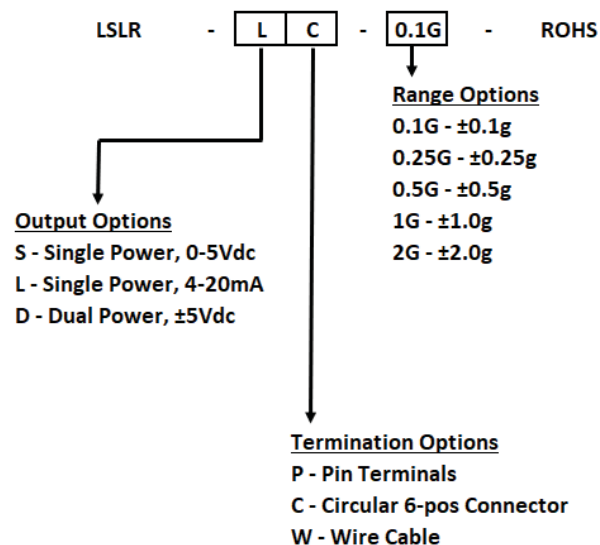 LSLR - L C - 0.1G - ROHS
Range Options
0.1G - ±0.1g
0.25G - ±0.25g
0.5G - ±0.5g
1G - ±1.0g
2G - ±2.0g
Output Options
S - Single Power, 0-5Vdc
L - Single Power, 4-20mA
D - Dual Power, ±5Vdc
Termination Options
P - Pin Terminals
C - Circular 6-pos Connector
W - Wire Cable